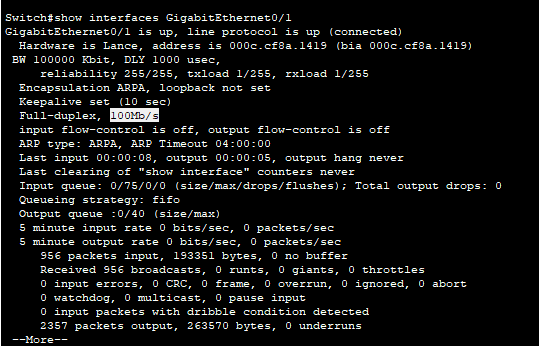 Switch#show interfaces GigabitEthernet0/1
GigabitEthernet0/1 is up, line protocol is up (connected)
Hardware is Lance, address is 000c.cf8a.1419 (bia 000c.cf8a.1419)
BW 100000 Kbit, DLY 1000 usec,
reliability 255/255, txload 1/255, rxload 1/255
Encapsulation ARPA, loopback not set
Keepalive set (10 sec)
Full-duplex, 100Mb/s
input flow-control is off, output flow-control is off
ARP type: ARPA, ARP Timeout 04:00:00
Last input 00:00:08, output 00:00:05, output hang never
Last clearing of "show interface" counters never
Input queue: 0/75/0/0 (size/max/drops/flushes); Total output drops: 0
Queueing strategy: fifo
Output queue :0/40 (size/max)
5 minute input rate 0 bits/sec, 0 packets/sec
5 minute output rate 0 bits/sec, 0 packets/sec
956 packets input, 193351 bytes, 0 no buffer
Received 956 broadcasts, 0 runts, 0 giants, 0 throttles
0 input errors, 0 CRC, 0 frame, 0 overrun, 0 ignored, 0 abort
0 watchdog, 0 multicast, 0 pause input
0 input packets with dribble condition detected
2357 packets output, 263570 bytes, 0 underruns
--More--